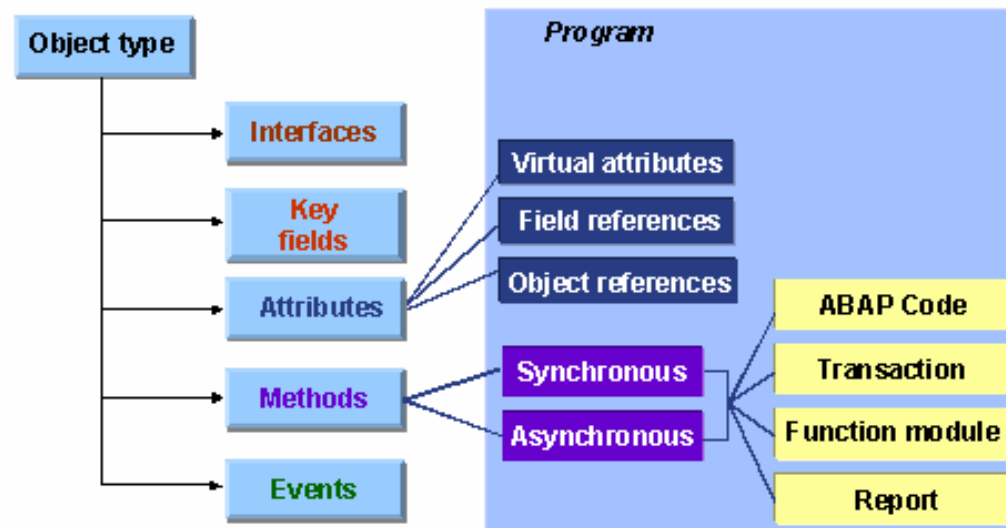 Object type
Program
Interfaces
Key
fields
Attributes
Methods
Events
Virtual attributes
Field references
Object references
Synchronous
Asynchronous
ABAP Code
Transaction
Function module
Report